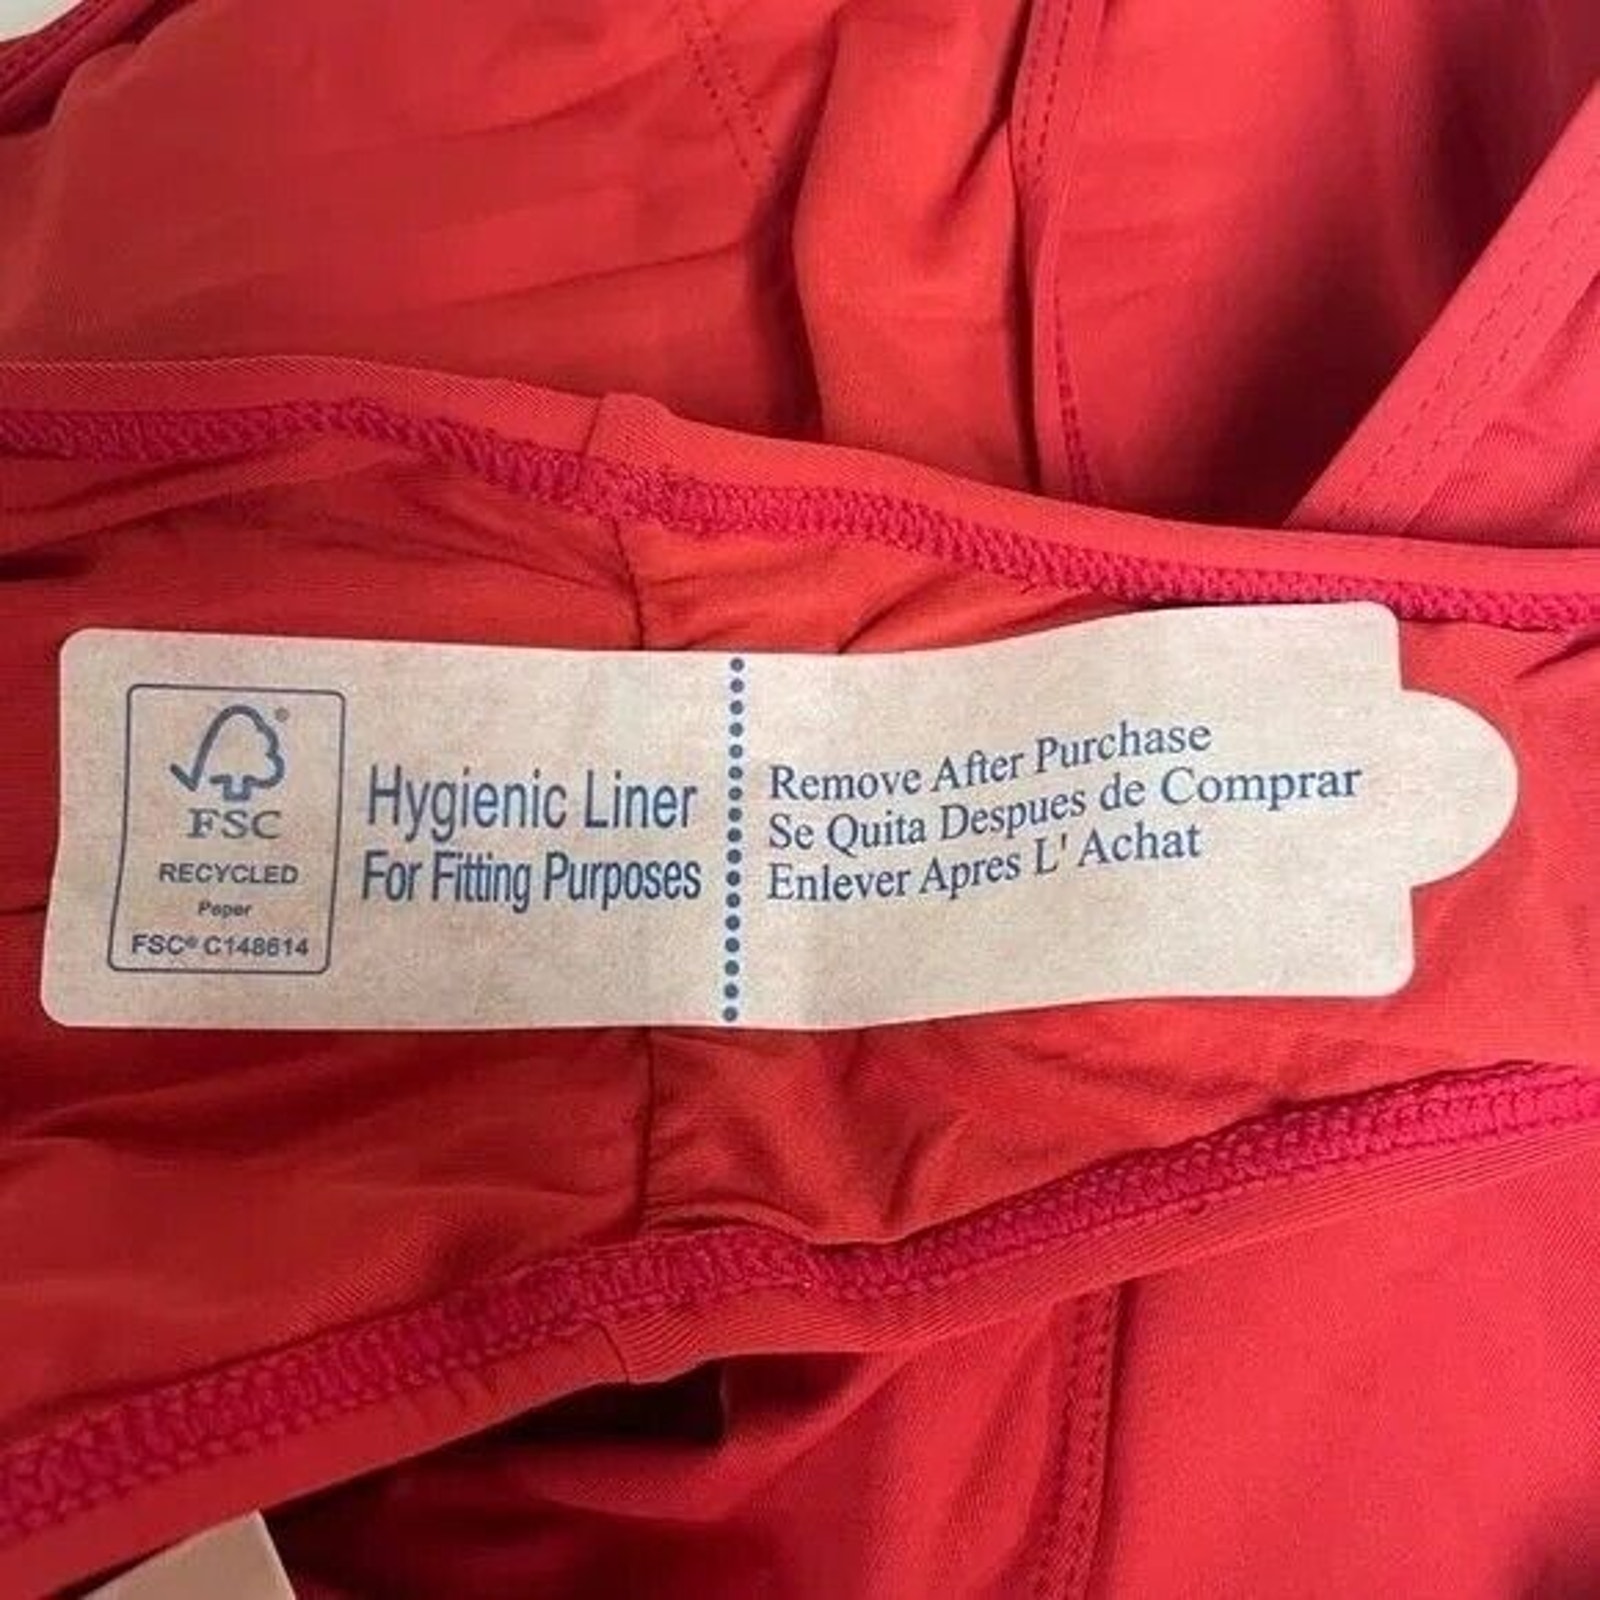 FSC
RECYCLED
Paper
FSC® C148614
Hygienic Liner
For Fitting Purposes
Remove After Purchase
Se Quita Despues de Comprar
Enlever Apres L' Achat